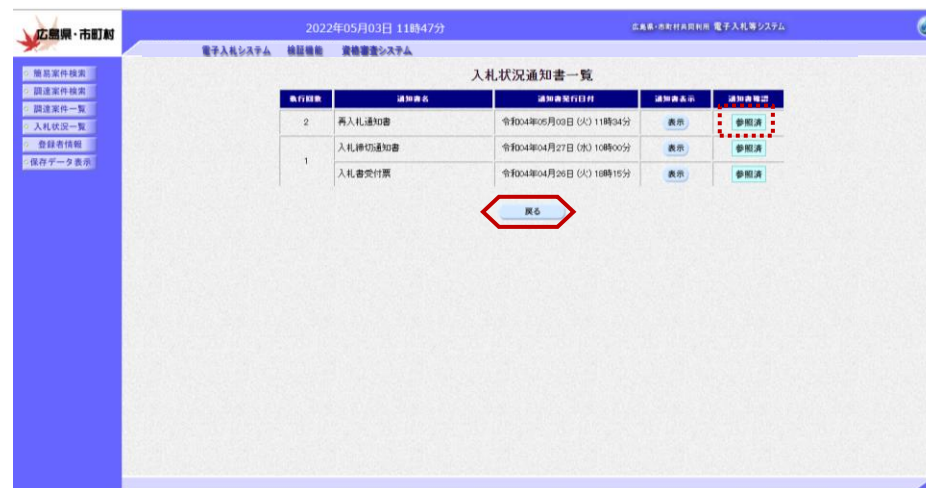 広島県・市町村
2022年05月03日 11時47分
広島県・市町村共同利用 電子入札等システム
電子入札システム 検証機能 資格審査システム
簡易案件検索
調達案件検索
調達案件一覧
入札状況一覧
登録者情報
保存データ表示
入札状況通知書一覧
執行回数 通知書名 通知書発行日付 通知書表示 通知書確認
2 再入札通知書 令和04年05月03日 (火) 11時34分 表示 参照済
1 入札締切通知書 令和04年04月27日 (水) 10時00分 表示 参照済
入札書受付票 令和04年04月26日 (火) 18時15分 表示 参照済
戻る